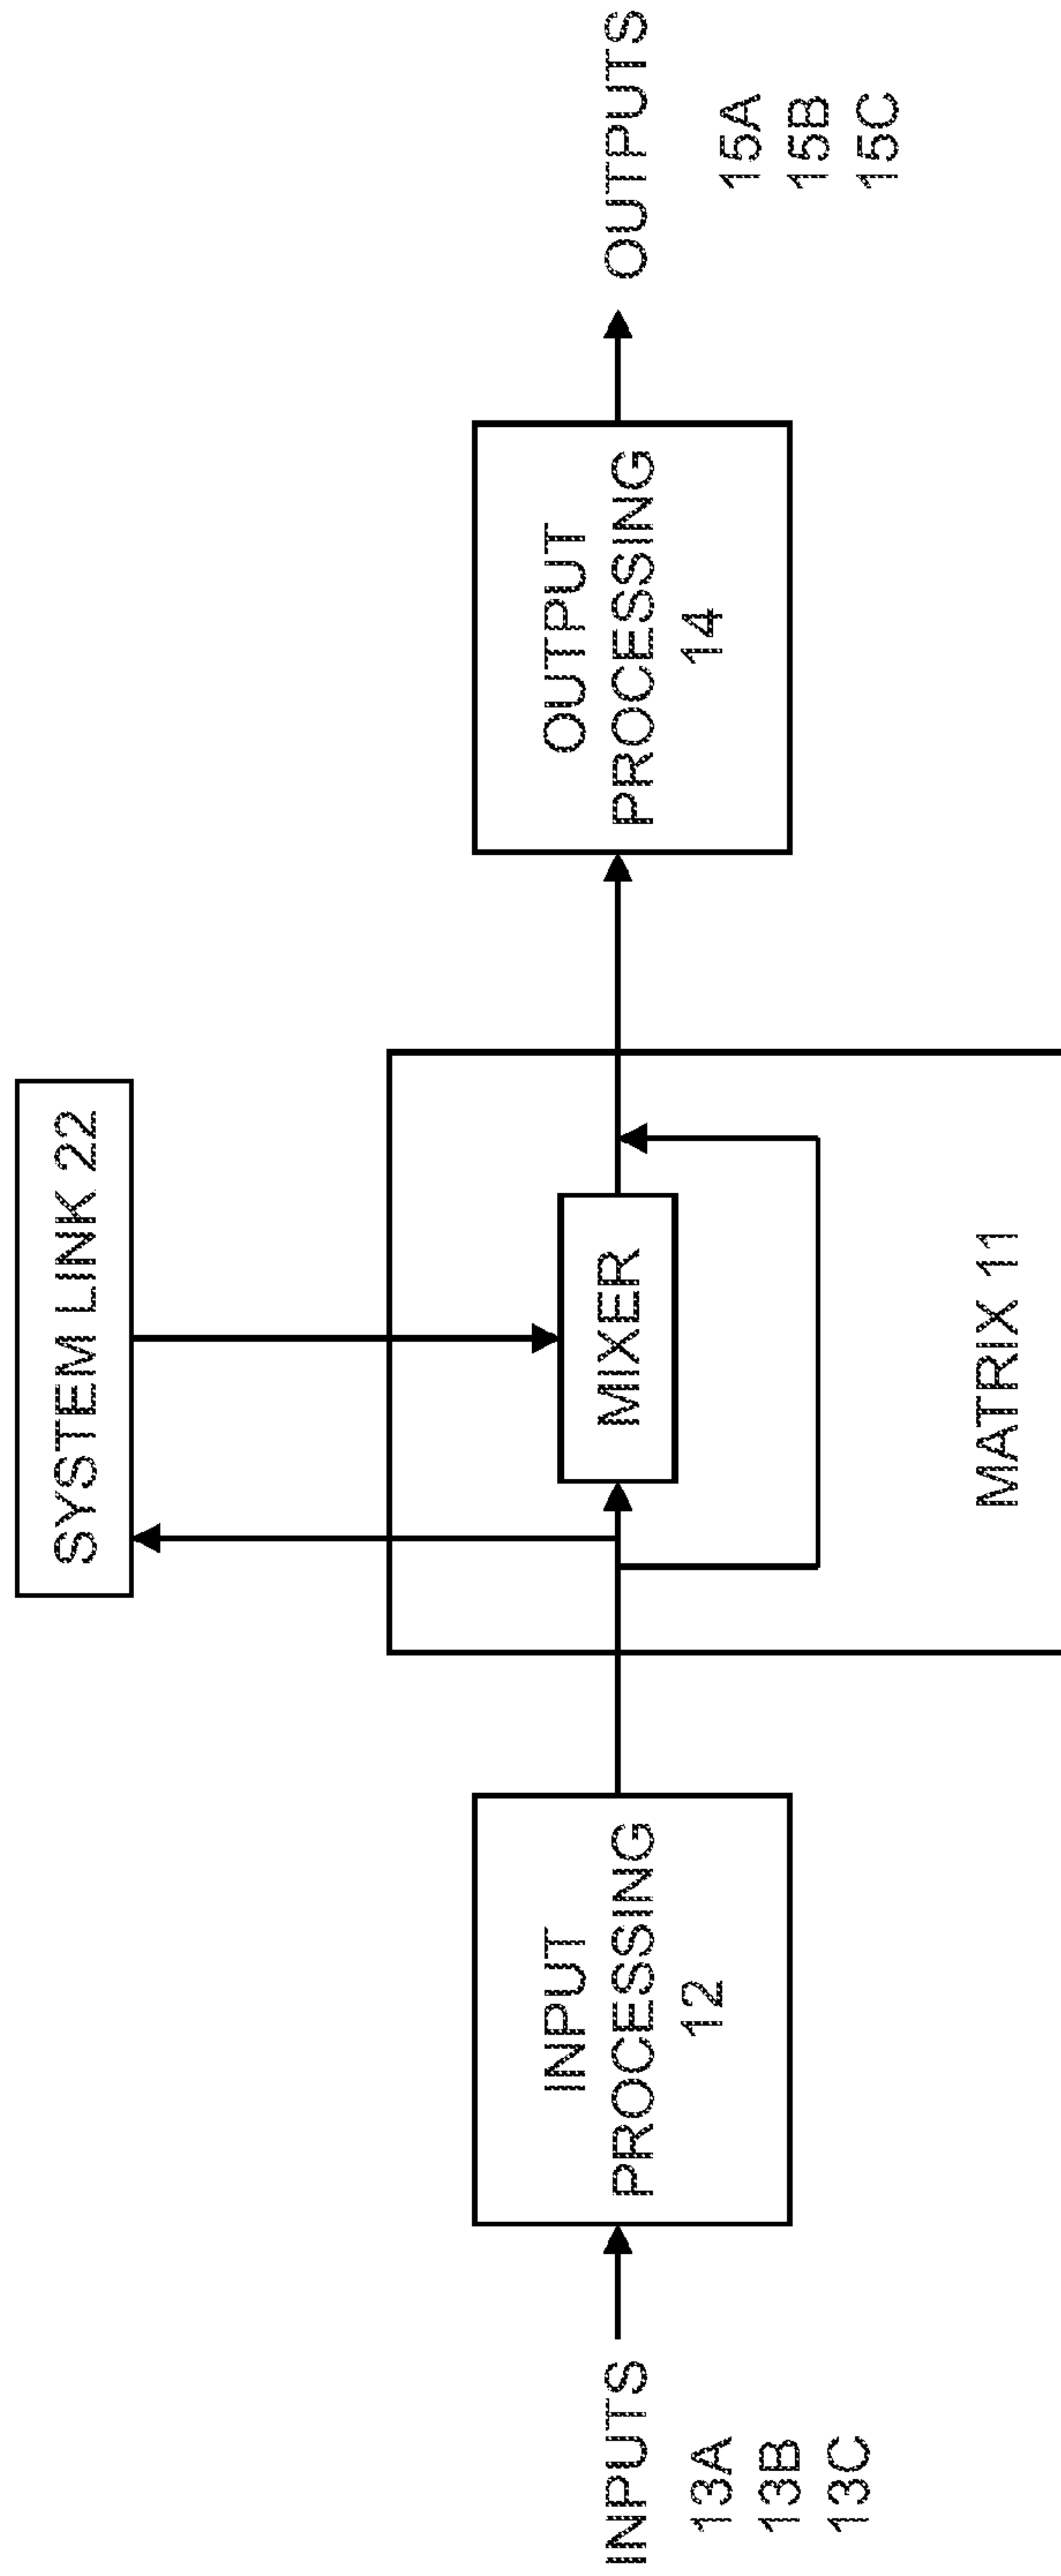 SYSTEM LINK 22
INPUTS
13A
13B
13C
INPUT
PROCESSING
12
MIXER
MATRIX 11
OUTPUT
PROCESSING
14
OUTPUTS
15A
15B
15C